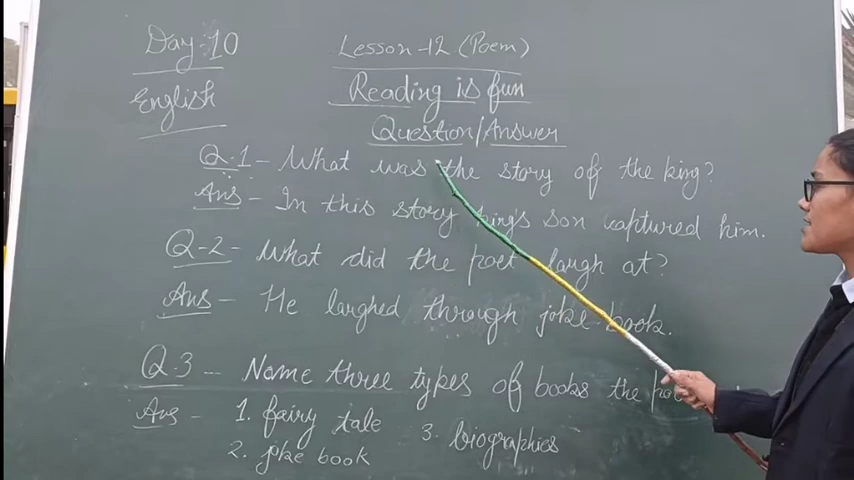 Day : 10
Lesson - 12 (Poem)
English
Reading is fun
Question/Answer
Q.1 - What was the story of the king?
Ans - In this story king's son captured him.
Q-2 - What did the poet laugh at?
Ans - He laughed through joke-book.
Q.3 - Name three types of books the
Ans - 1. fairy tale 3. biographies
2. joke book